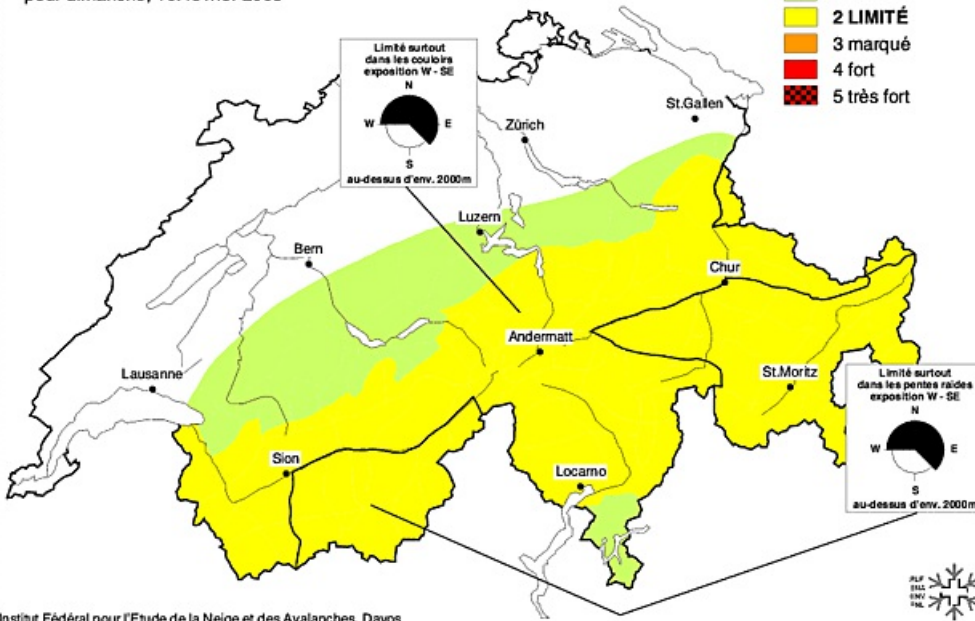 2 LIMITÉ
3 marqué
4 fort
5 très fort
Limité surtout
dans les couloirs
exposition W - SE
N
W
E
S
au-dessus d'env. 2000m
St.Gallen
Zürich
Luzern
Bern
Chur
Andermatt
Lausanne
St.Moritz
Limité surtout
dans les pentes raides
exposition W - SE
N
W
E
S
au-dessus d'env. 2000m
Sion
Locarno
SLF
ENV
Institut Fédéral pour l'Etude de la Neige et des Avalanches, Davos